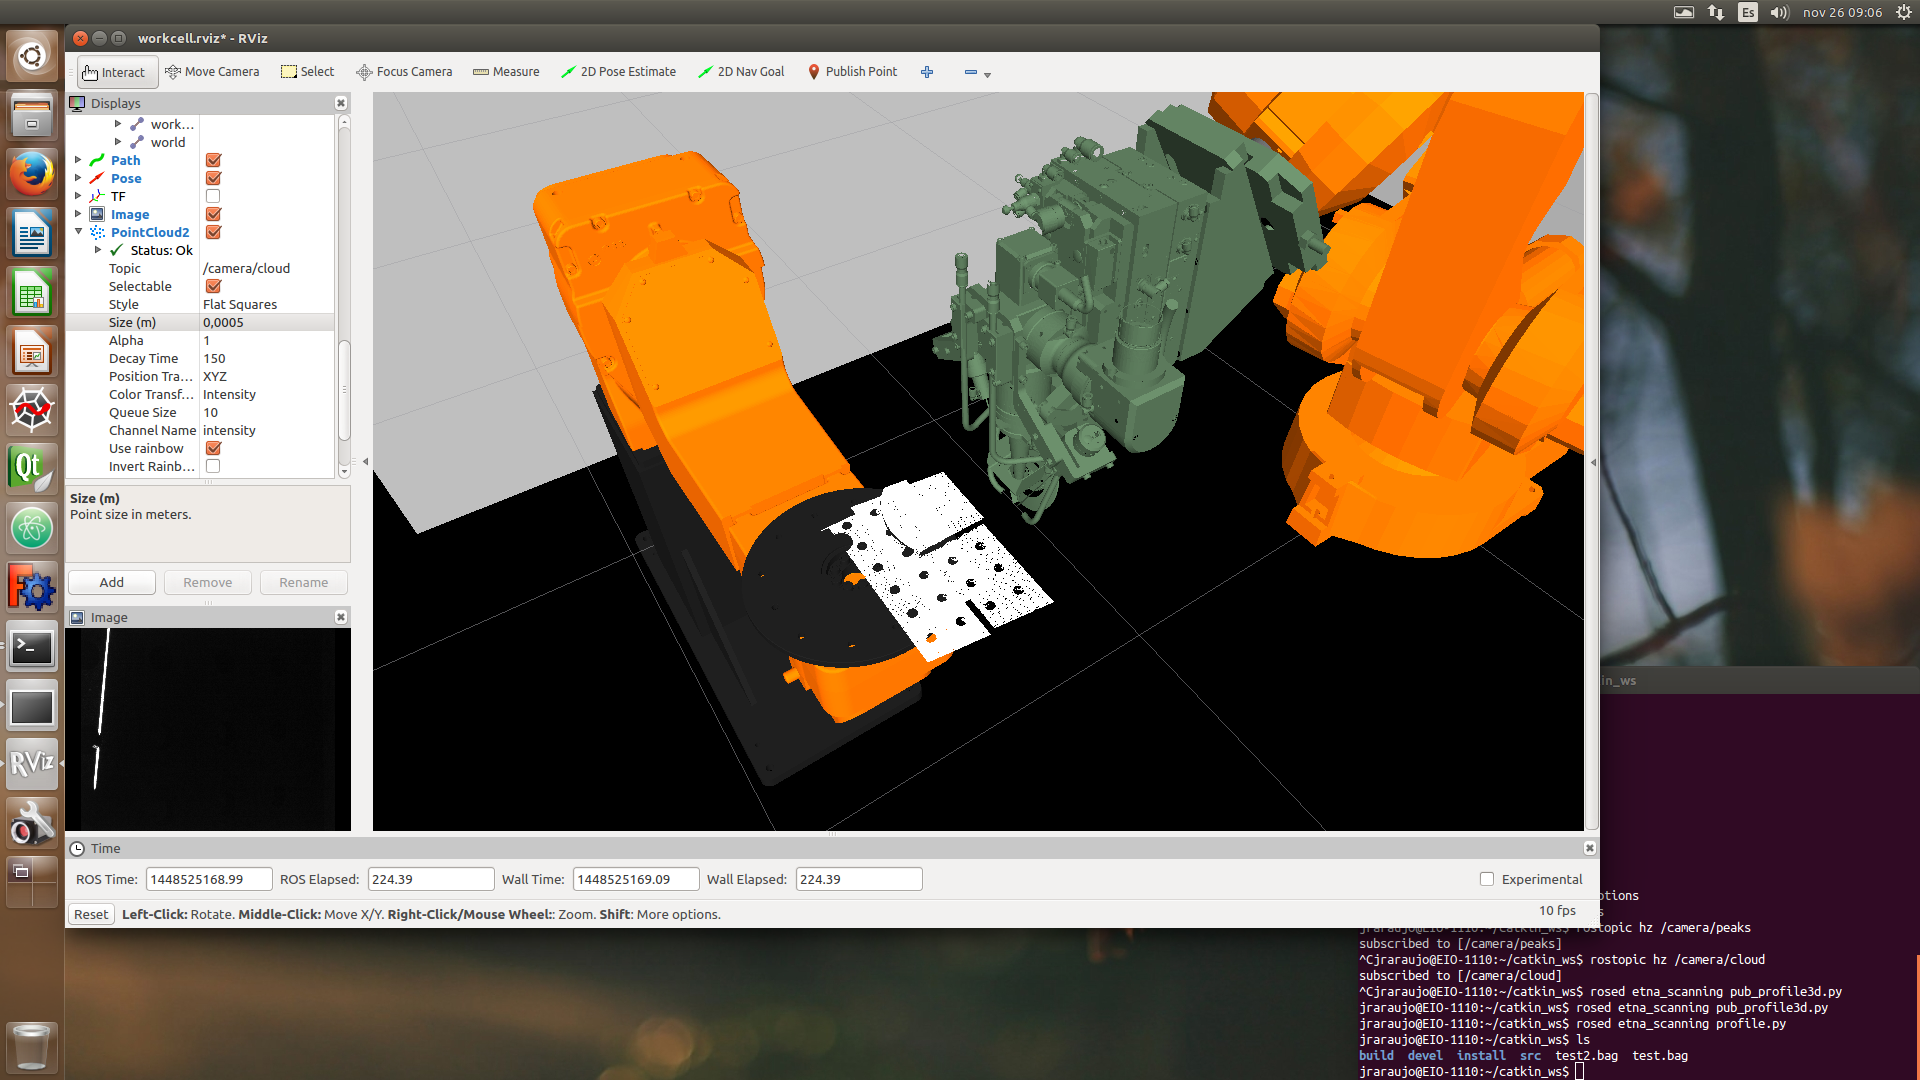 Es
nov 26 09:06
workcell.rviz* - RViz
Interact
Move Camera
Select
Focus Camera
Measure
2D Pose Estimate
2D Nav Goal
Publish Point
Displays
work...
world
Path
Pose
TF
Image
PointCloud2
Status: Ok
Topic /camera/cloud
Selectable
Style Flat Squares
Size (m) 0,0005
Alpha 1
Decay Time 150
Position Tra... XYZ
Color Transf... Intensity
Queue Size 10
Channel Name intensity
Use rainbow
Invert Rainb...
Size (m)
Point size in meters.
Add Remove Rename
Image
Qt
RViz
Time
ROS Time: 1448525168.99 ROS Elapsed: 224.39 Wall Time: 1448525169.09 Wall Elapsed: 224.39 Experimental
Reset Left-Click: Rotate. Middle-Click: Move X/Y. Right-Click/Mouse Wheel:: Zoom. Shift: More options. 10 fps
in_ws
tions
s
jraraujo@EIO-1110:~/catkin_ws$ rostopic hz /camera/peaks
subscribed to [/camera/peaks]
^Cjraraujo@EIO-1110:~/catkin_ws$ rostopic hz /camera/cloud
subscribed to [/camera/cloud]
^Cjraraujo@EIO-1110:~/catkin_ws$ rosed etna_scanning pub_profile3d.py
jraraujo@EIO-1110:~/catkin_ws$ rosed etna_scanning pub_profile3d.py
jraraujo@EIO-1110:~/catkin_ws$ rosed etna_scanning profile.py
jraraujo@EIO-1110:~/catkin_ws$ ls
build devel install src test2.bag test.bag
jraraujo@EIO-1110:~/catkin_ws$